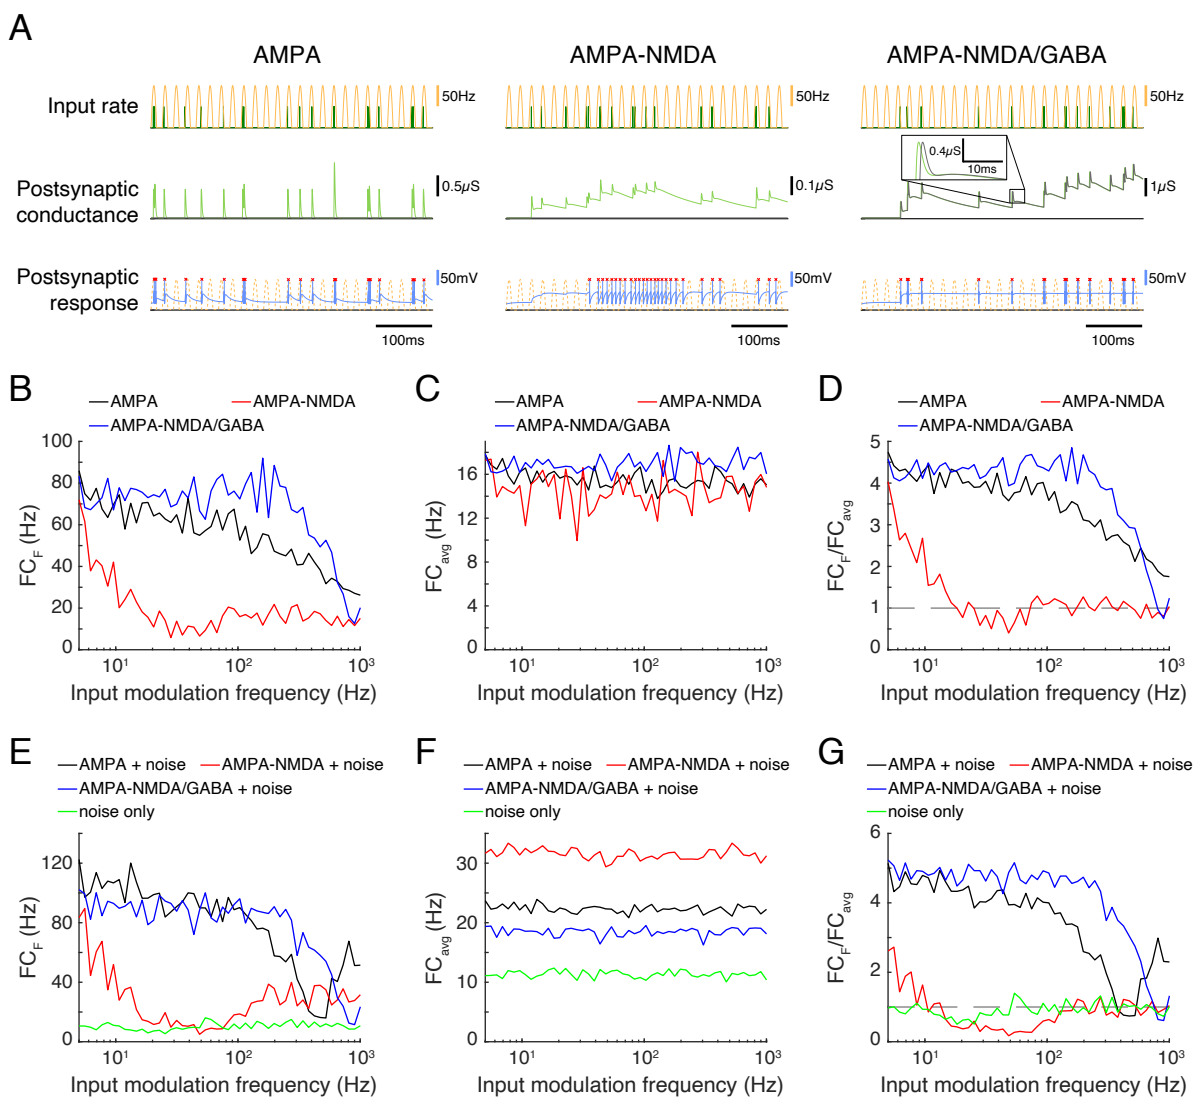 A
AMPA
AMPA-NMDA
AMPA-NMDA/GABA
Input rate
50Hz
50Hz
50Hz
Postsynaptic
conductance
0.5µS
0.1µS
0.4µS
10ms
1µS
Postsynaptic
response
50mV
50mV
50mV
100ms
100ms
100ms
B
AMPA
AMPA-NMDA
AMPA-NMDA/GABA
100
80
60
40
20
0
FC_F (Hz)
10^1
10^2
10^3
Input modulation frequency (Hz)
C
AMPA
AMPA-NMDA
AMPA-NMDA/GABA
16
12
8
4
0
FC_avg (Hz)
10^1
10^2
10^3
Input modulation frequency (Hz)
D
AMPA
AMPA-NMDA
AMPA-NMDA/GABA
5
4
3
2
1
0
FC_F/FC_avg
10^1
10^2
10^3
Input modulation frequency (Hz)
E
AMPA + noise
AMPA-NMDA + noise
AMPA-NMDA/GABA + noise
noise only
120
80
40
0
FC_F (Hz)
10^1
10^2
10^3
Input modulation frequency (Hz)
F
AMPA + noise
AMPA-NMDA + noise
AMPA-NMDA/GABA + noise
noise only
30
20
10
0
FC_avg (Hz)
10^1
10^2
10^3
Input modulation frequency (Hz)
G
AMPA + noise
AMPA-NMDA + noise
AMPA-NMDA/GABA + noise
noise only
6
4
2
0
FC_F/FC_avg
10^1
10^2
10^3
Input modulation frequency (Hz)